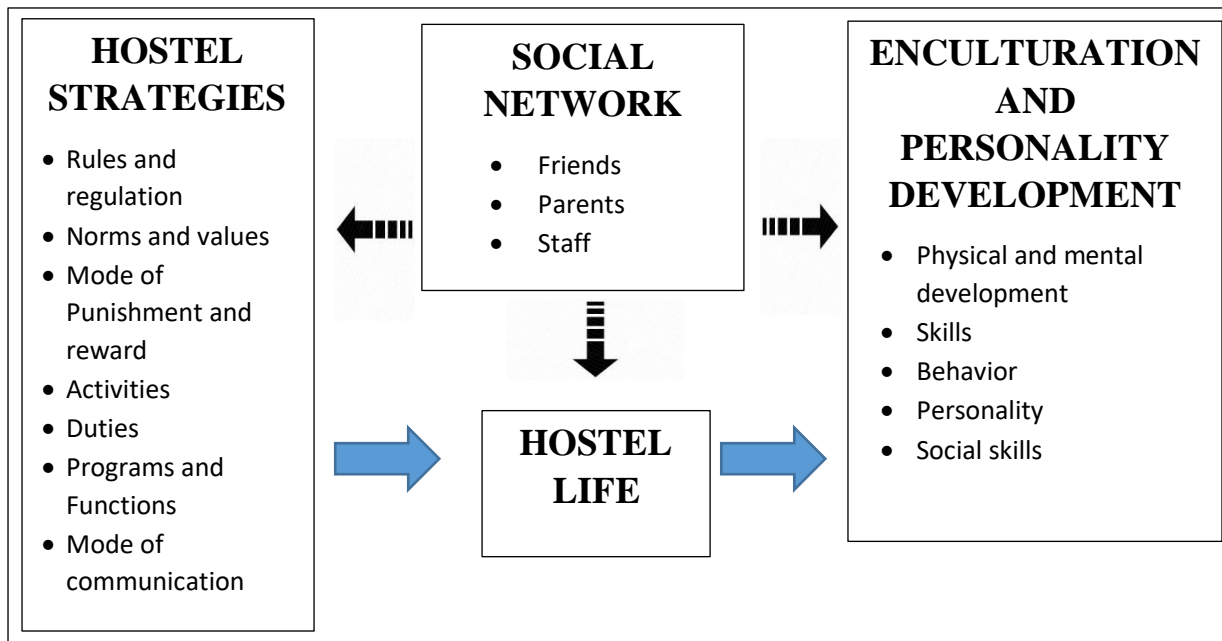 HOSTEL
STRATEGIES
• Rules and
regulation
• Norms and values
• Mode of
Punishment and
reward
• Activities
• Duties
• Programs and
Functions
• Mode of
communication
SOCIAL
NETWORK
• Friends
• Parents
• Staff
HOSTEL
LIFE
ENCULTURATION
AND
PERSONALITY
DEVELOPMENT
• Physical and mental
development
• Skills
• Behavior
• Personality
• Social skills